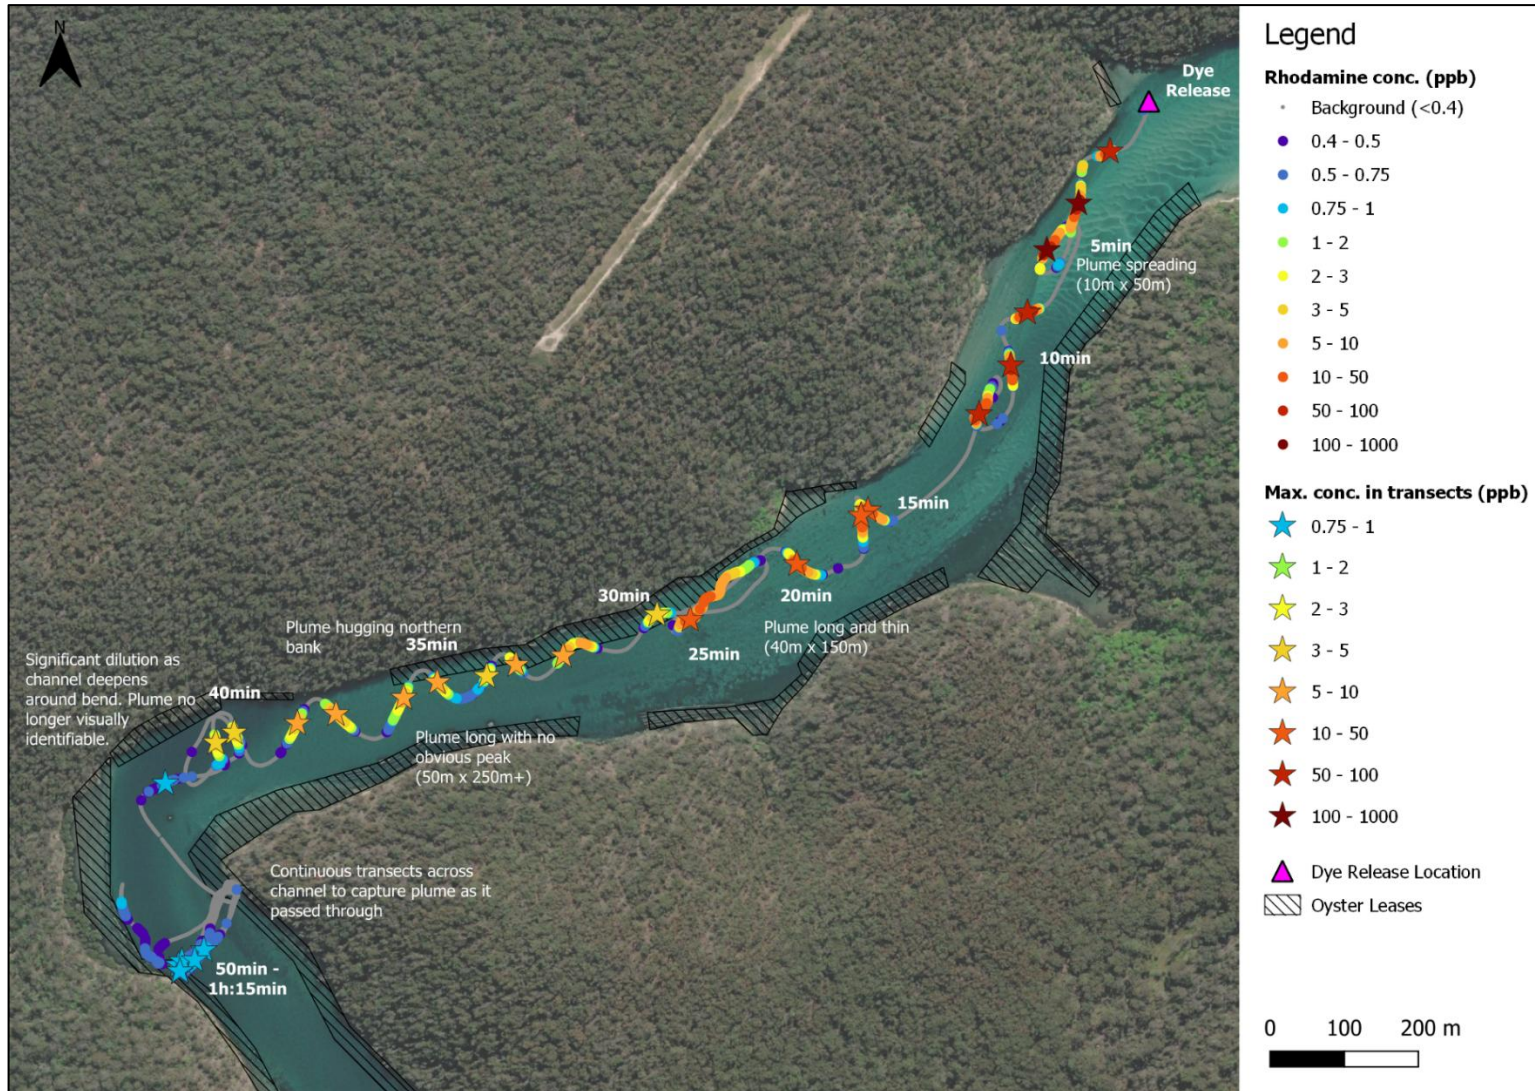 N
Dye
Release
5min
Plume spreading
(10m x 50m)
10min
15min
20min
Plume long and thin
(40m x 150m)
25min
30min
Plume hugging northern
bank
35min
Plume long with no
obvious peak
(50m x 250m+)
Significant dilution as
channel deepens
around bend. Plume no
longer visually
identifiable.
40min
Continuous transects across
channel to capture plume as it
passed through
50min -
1h:15min
Legend
Rhodamine conc. (ppb)
Background (<0.4)
0.4 - 0.5
0.5 - 0.75
0.75 - 1
1 - 2
2 - 3
3 - 5
5 - 10
10 - 50
50 - 100
100 - 1000
Max. conc. in transects (ppb)
0.75 - 1
1 - 2
2 - 3
3 - 5
5 - 10
10 - 50
50 - 100
100 - 1000
Dye Release Location
Oyster Leases
0 100 200 m